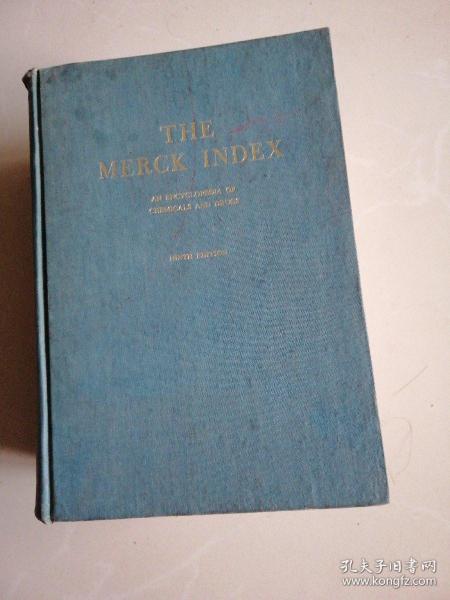 THE
MERCK INDEX
AN ENCYCLOPEDIA OF
CHEMICALS AND DRUGS
NINTH EDITION
孔夫子旧书网
www.kongfz.com